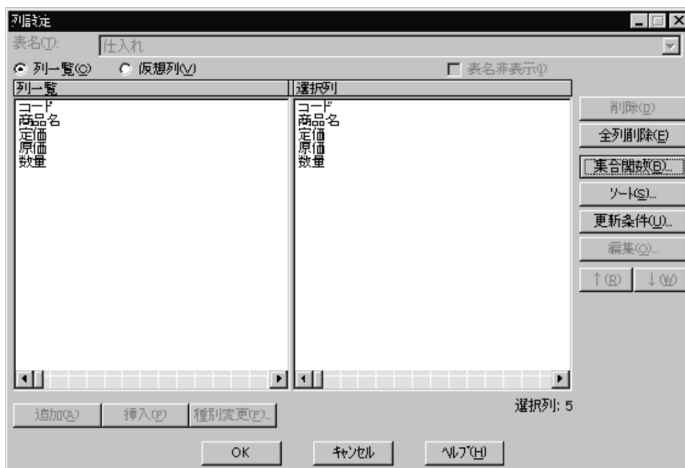 列設定
表名(T): 仕入れ
列一覧(C) 仮想列(V) 表名非表示(I)
列一覧 選択列
コード コード
商品名 商品名
定価 定価
原価 原価
数量 数量
削除(D)
全列削除(E)
集合関数(B)...
ソート(S)...
更新条件(U)...
編集(O)...
↑(R) ↓(W)
選択列: 5
追加(A) 挿入(P) 種別変更(F)...
OK キャンセル ヘルプ(H)